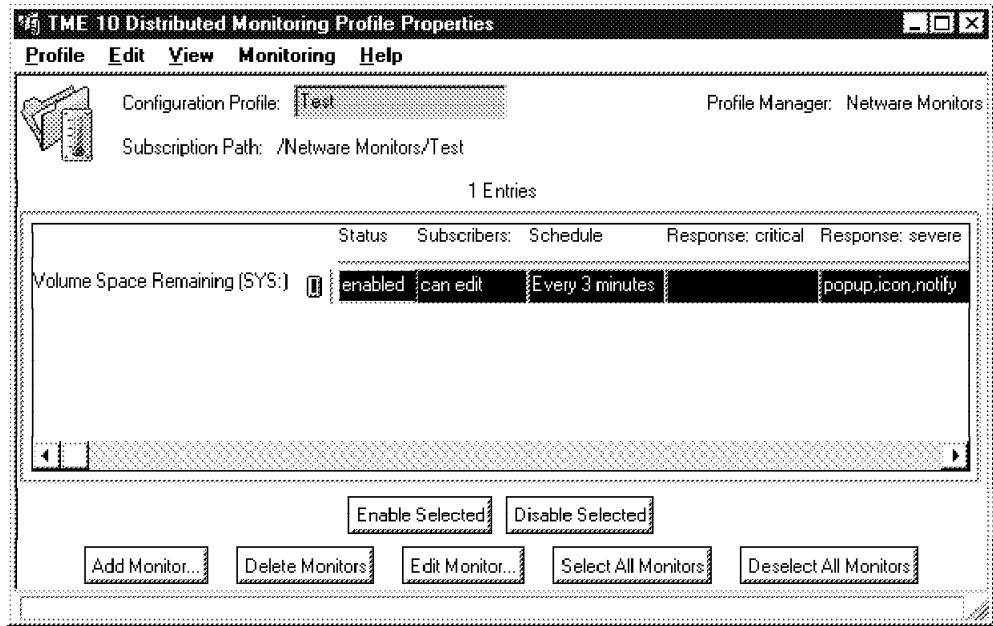 TME 10 Distributed Monitoring Profile Properties
Profile Edit View Monitoring Help
Configuration Profile: Test Profile Manager: Netware Monitors
Subscription Path: /Netware Monitors/Test
1 Entries
Status Subscribers: Schedule Response: critical Response: severe
Volume Space Remaining (SYS:) enabled can edit Every 3 minutes popup,icon,notify
Enable Selected Disable Selected
Add Monitor... Delete Monitors Edit Monitor... Select All Monitors Deselect All Monitors